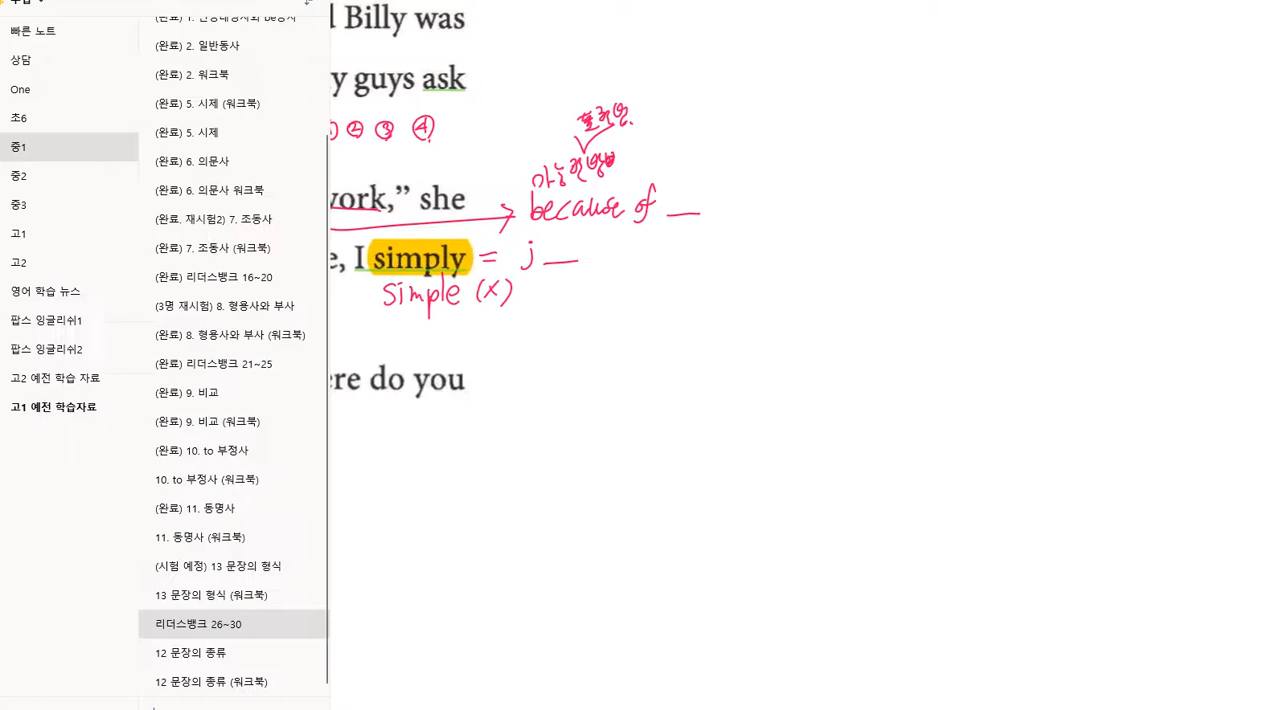 빠른 노트
상담
One
초6
중1
중2
중3
고1
고2
영어 학습 뉴스
팝스 잉글리쉬1
팝스 잉글리쉬2
고2 예전 학습 자료
고1 예전 학습자료
(완료) 2. 일반동사
(완료) 2. 워크북
(완료) 5. 시제 (워크북)
(완료) 5. 시제
(완료) 6. 의문사
(완료) 6. 의문사 워크북
(완료. 재시험2) 7. 조동사
(완료) 7. 조동사 (워크북)
(완료) 리더스뱅크 16~20
(3명 재시험) 8. 형용사와 부사
(완료) 8. 형용사와 부사 (워크북)
(완료) 리더스뱅크 21~25
(완료) 9. 비교
(완료) 9. 비교 (워크북)
(완료) 10. to 부정사
10. to 부정사 (워크북)
(완료) 11. 동명사
11. 동명사 (워크북)
(시험 예정) 13 문장의 형식
13 문장의 형식 (워크북)
리더스뱅크 26~30
12 문장의 종류
12 문장의 종류 (워크북)
Billy was
y guys ask
② ③ ④
work,” she
because of __
e, I simply = j __
simple (X)
ere do you